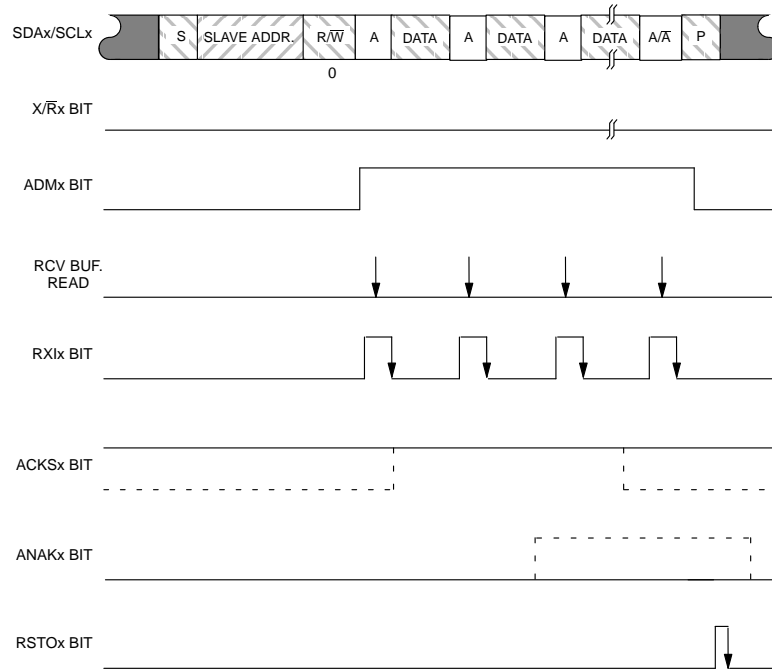 SDAx/SCLx S SLAVE ADDR. R/W̅ A DATA A DATA A DATA A/A̅ P
0
X/R̅x BIT
ADMx BIT
RCV BUF.
READ
RXIx BIT
ACKSx BIT
ANAKx BIT
RSTOx BIT